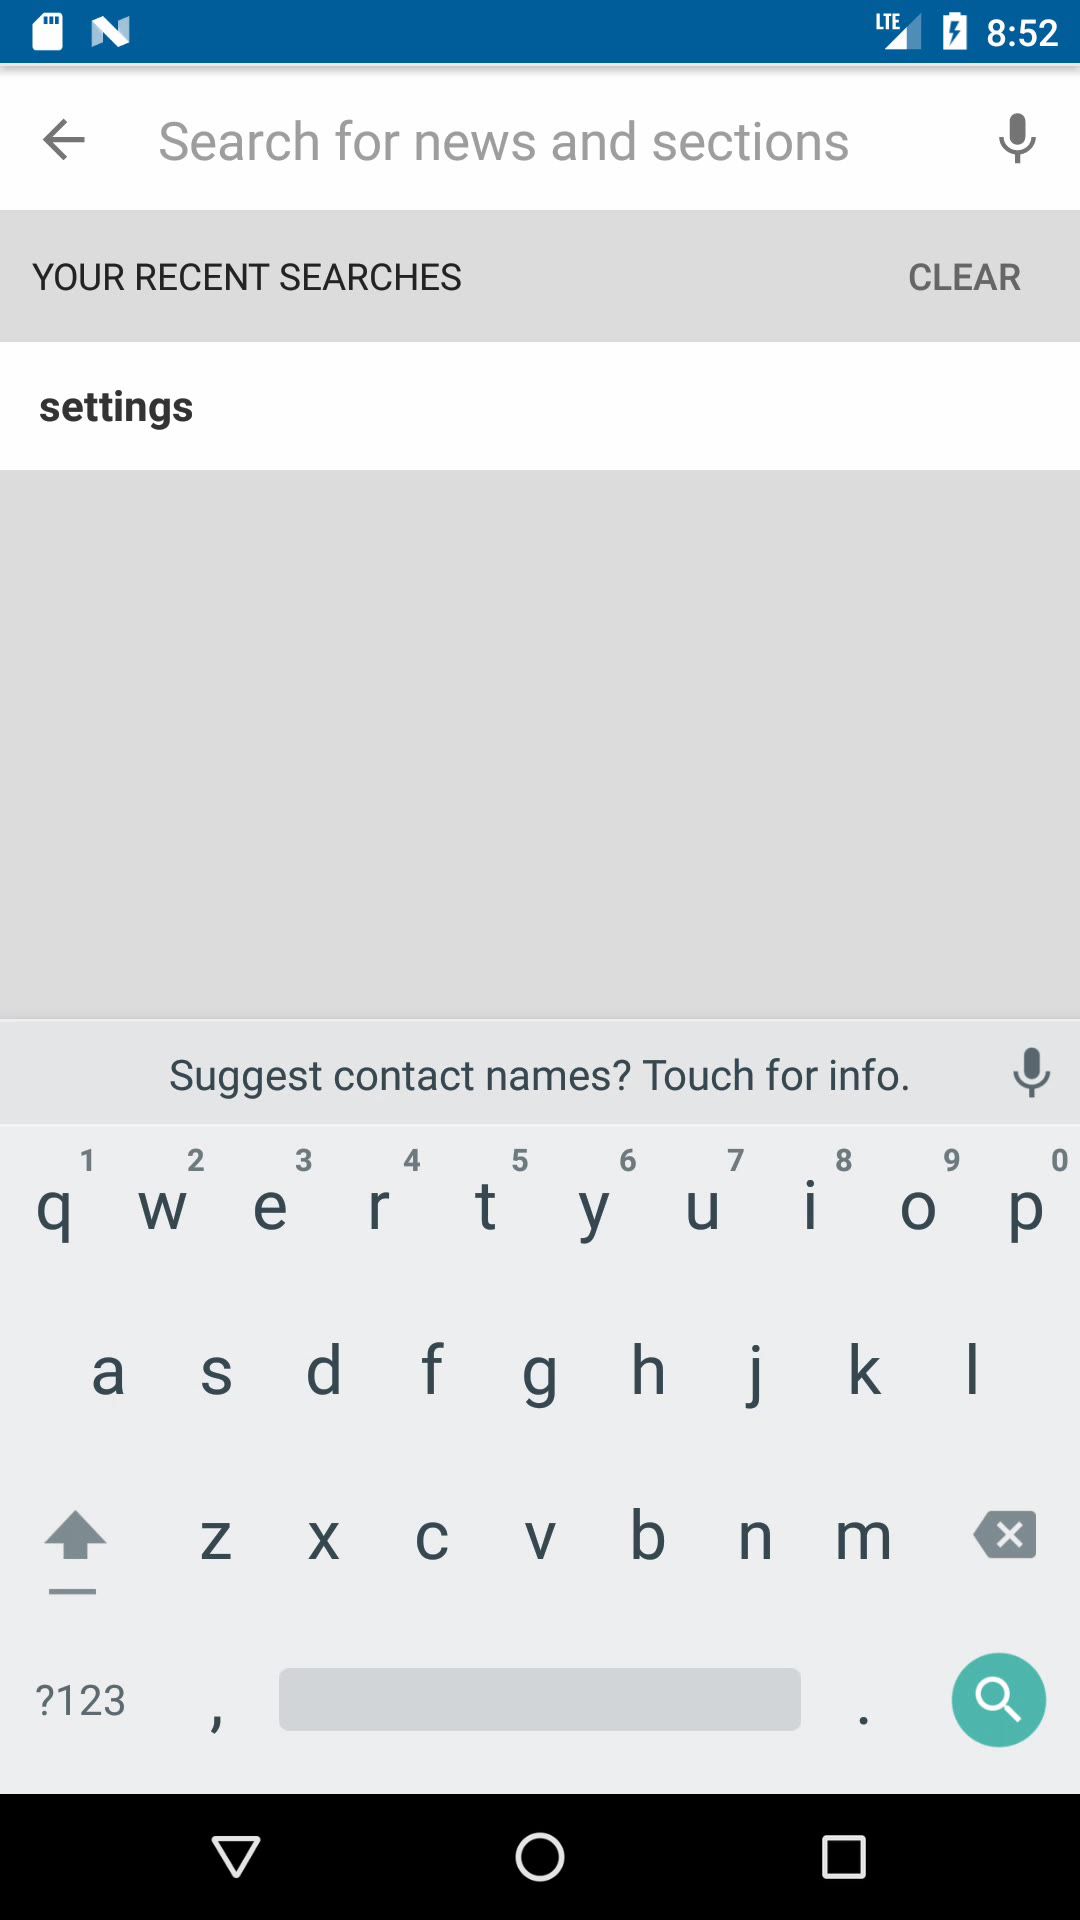 LTE 8:52
Search for news and sections
YOUR RECENT SEARCHES CLEAR
settings
Suggest contact names? Touch for info.
1 2 3 4 5 6 7 8 9 0
q w e r t y u i o p
a s d f g h j k l
z x c v b n m
?123 , .